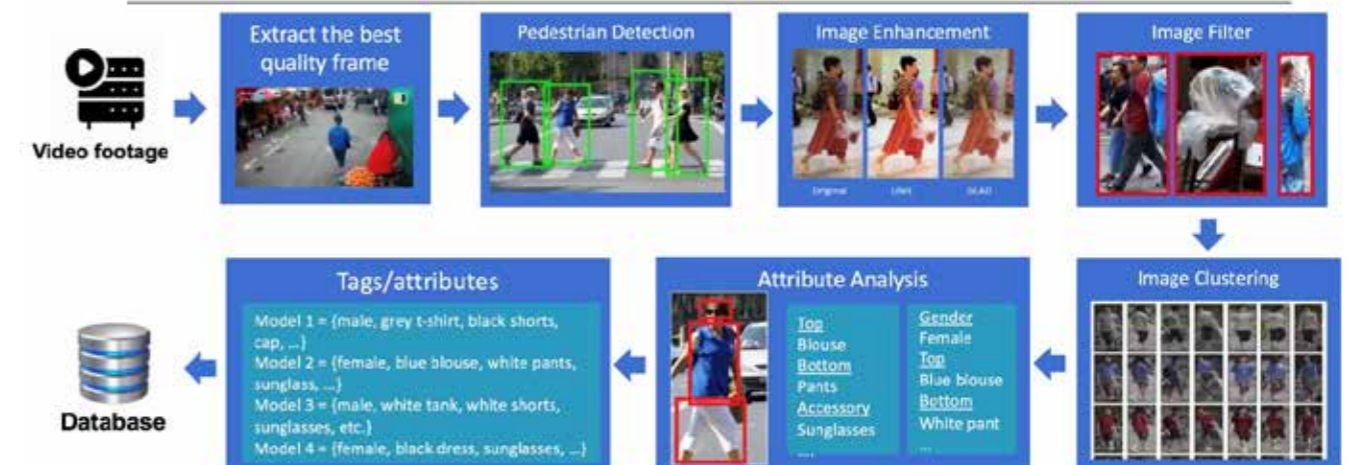 Extract the best
quality frame
Pedestrian Detection
Image Enhancement
Image Filter
Video footage
Original
GLAD
Image Clustering
Attribute Analysis
Top
Blouse
Bottom
Pants
Accessory
Sunglasses
...
Gender
Female
Top
Blue blouse
Bottom
White pant
...
Tags/attributes
Model 1 = {male, grey t-shirt, black shorts,
cap, ...}
Model 2 = {female, blue blouse, white pants,
sunglass, ...}
Model 3 = {male, white tank, white shorts,
sunglasses, etc.}
Model 4 = {female, black dress, sunglasses, ...}
Database